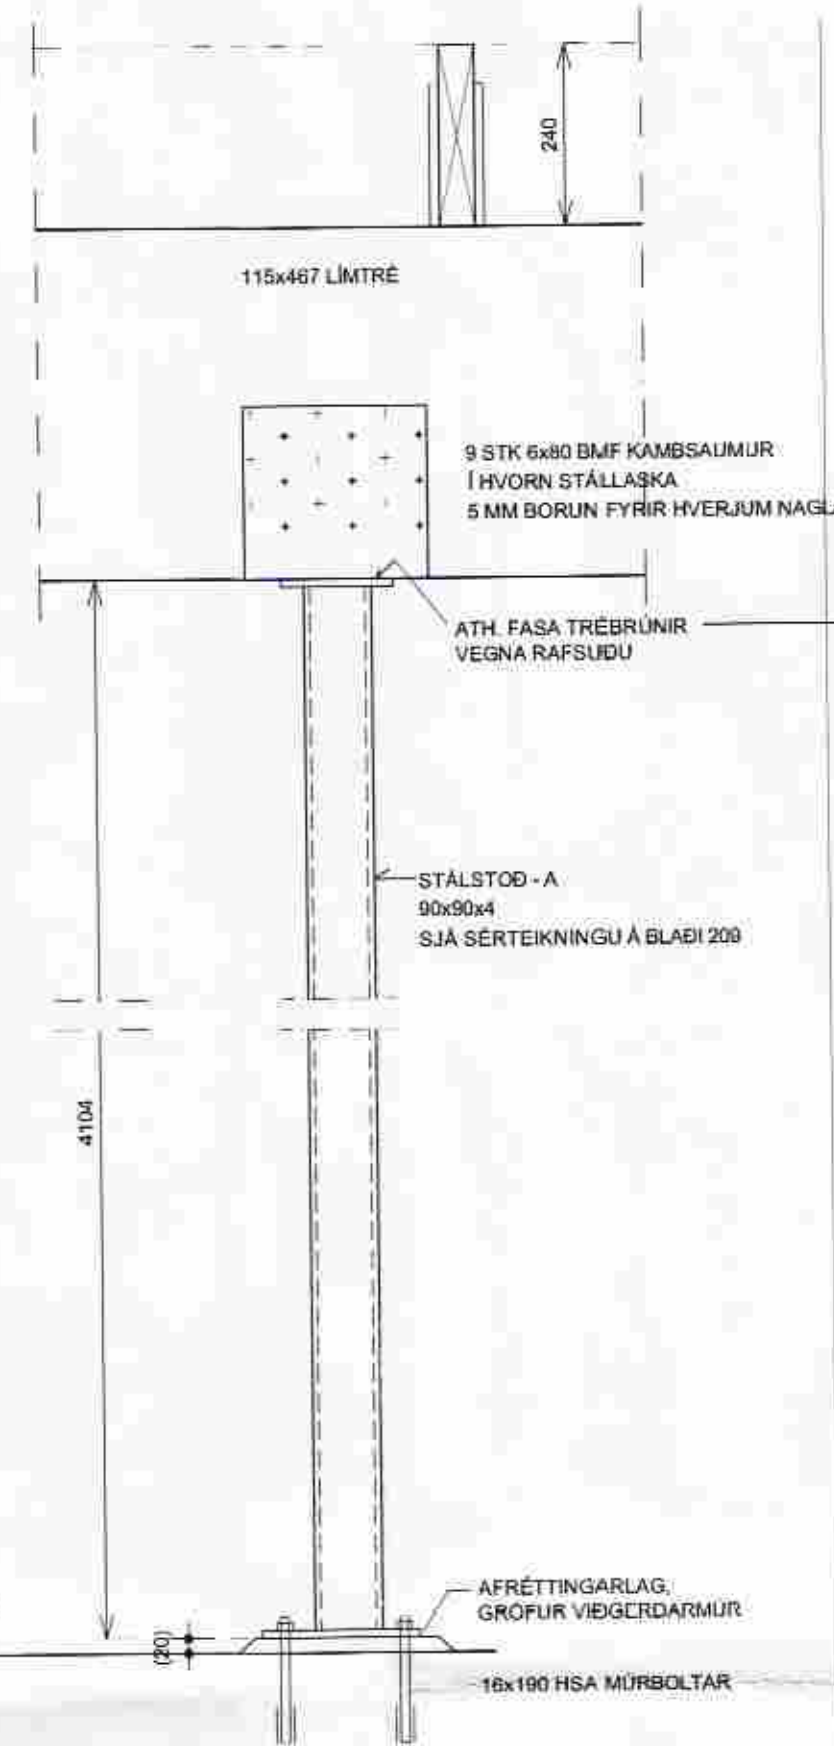 240
115x467 LÍMTRÉ
9 STK 6x80 BMF KAMBSAUMUR
Í HVORN STÁLLASKA
5 MM BORUN FYRIR HVERJUM NAGLA
ATH. FASA TRÉBRÚNIR
VEGNA RAFSUÐU
STÁLSTOÐ - A
90x90x4
SJÁ SÉRTEIKNINGU Á BLAÐI 209
4104
AFRÉTTINGARLAG,
GRÓFUR VIÐGERÐARMÚR
(20)
16x190 HSA MÚRBOLTAR